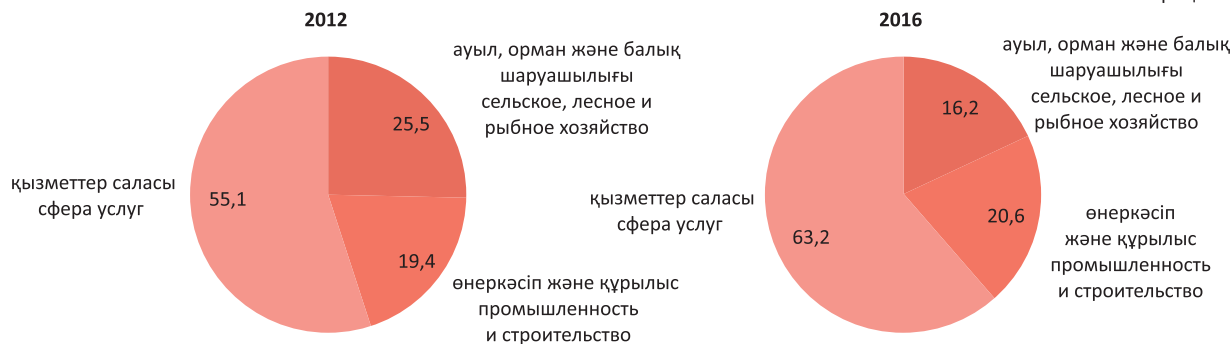 2012
ауыл, орман және балық
шаруашылығы
сельское, лесное и
рыбное хозяйство
25,5
қызметтер саласы
сфера услуг
55,1
19,4
өнеркәсіп және құрылыс
промышленность
и строительство
2016
ауыл, орман және балық
шаруашылығы
сельское, лесное и
рыбное хозяйство
16,2
қызметтер саласы
сфера услуг
63,2
20,6
өнеркәсіп
және құрылыс
промышленность
и строительство